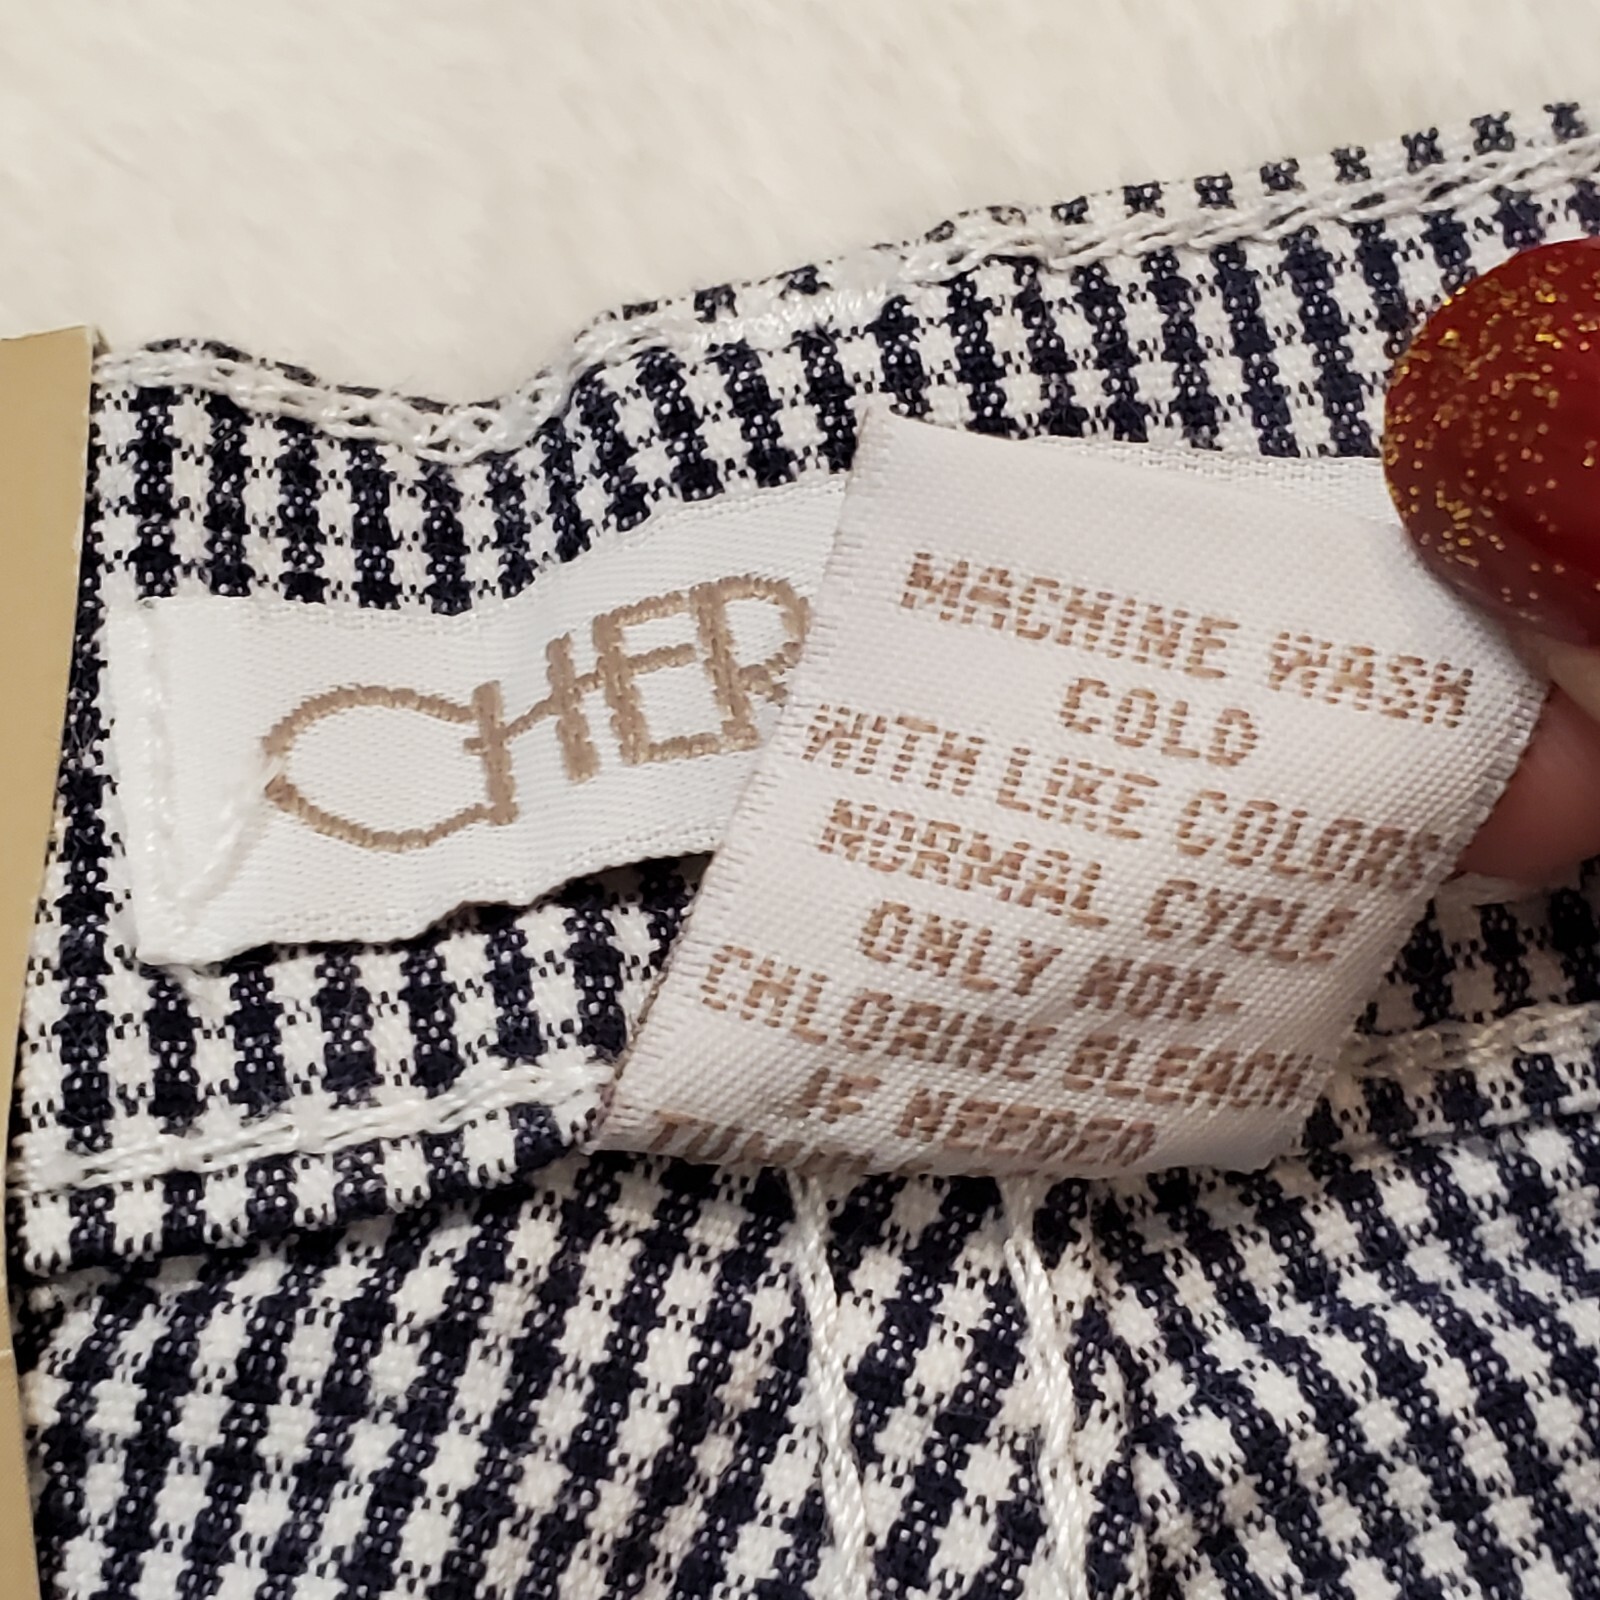 CHER
MACHINE WASH
COLD
WITH LIKE COLORS
NORMAL CYCLE
ONLY NON-
CHLORINE BLEACH
IF NEEDED